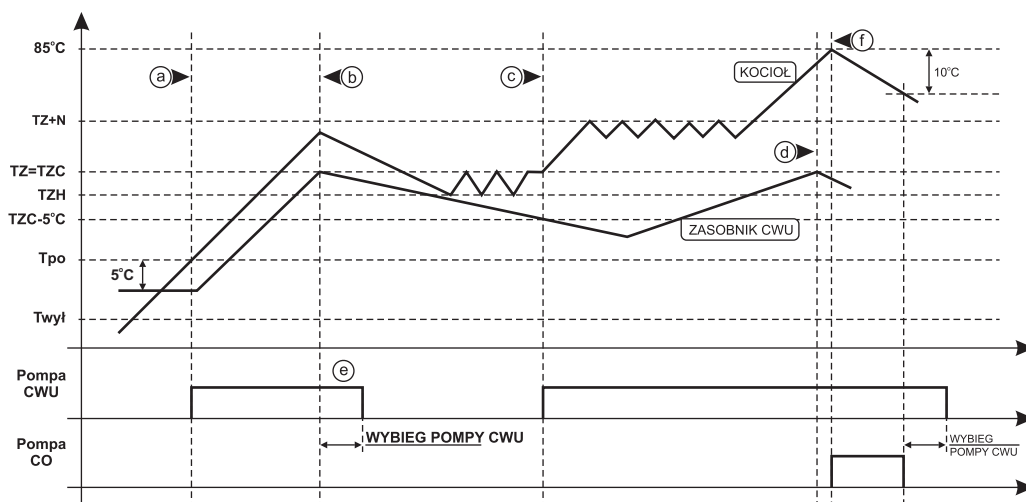 85°C
a
b
c
f
KOCIOŁ
10°C
TZ+N
d
TZ=TZC
TZH
TZC-5°C
ZASOBNIK CWU
Tpo
5°C
Twył
Pompa
CWU
e
WYBIEG POMPY CWU
Pompa
CO
WYBIEG
POMPY CWU